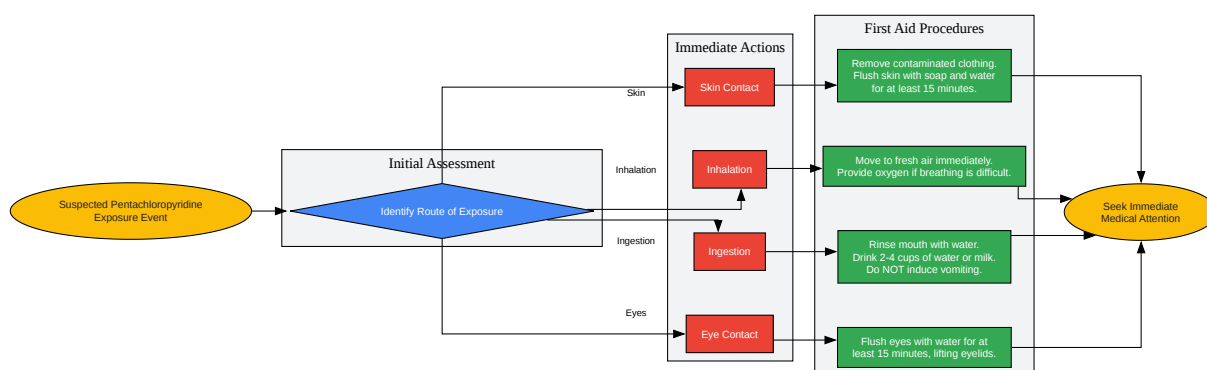 First Aid Procedures
Immediate Actions
Initial Assessment
Suspected Pentachloropyridine
Exposure Event
Identify Route of Exposure
Skin
Inhalation
Ingestion
Eyes
Skin Contact
Inhalation
Ingestion
Eye Contact
Remove contaminated clothing.
Flush skin with soap and water
for at least 15 minutes.
Move to fresh air immediately.
Provide oxygen if breathing is difficult.
Rinse mouth with water.
Drink 2-4 cups of water or milk.
Do NOT induce vomiting.
Flush eyes with water for at
least 15 minutes, lifting eyelids.
Seek Immediate
Medical Attention